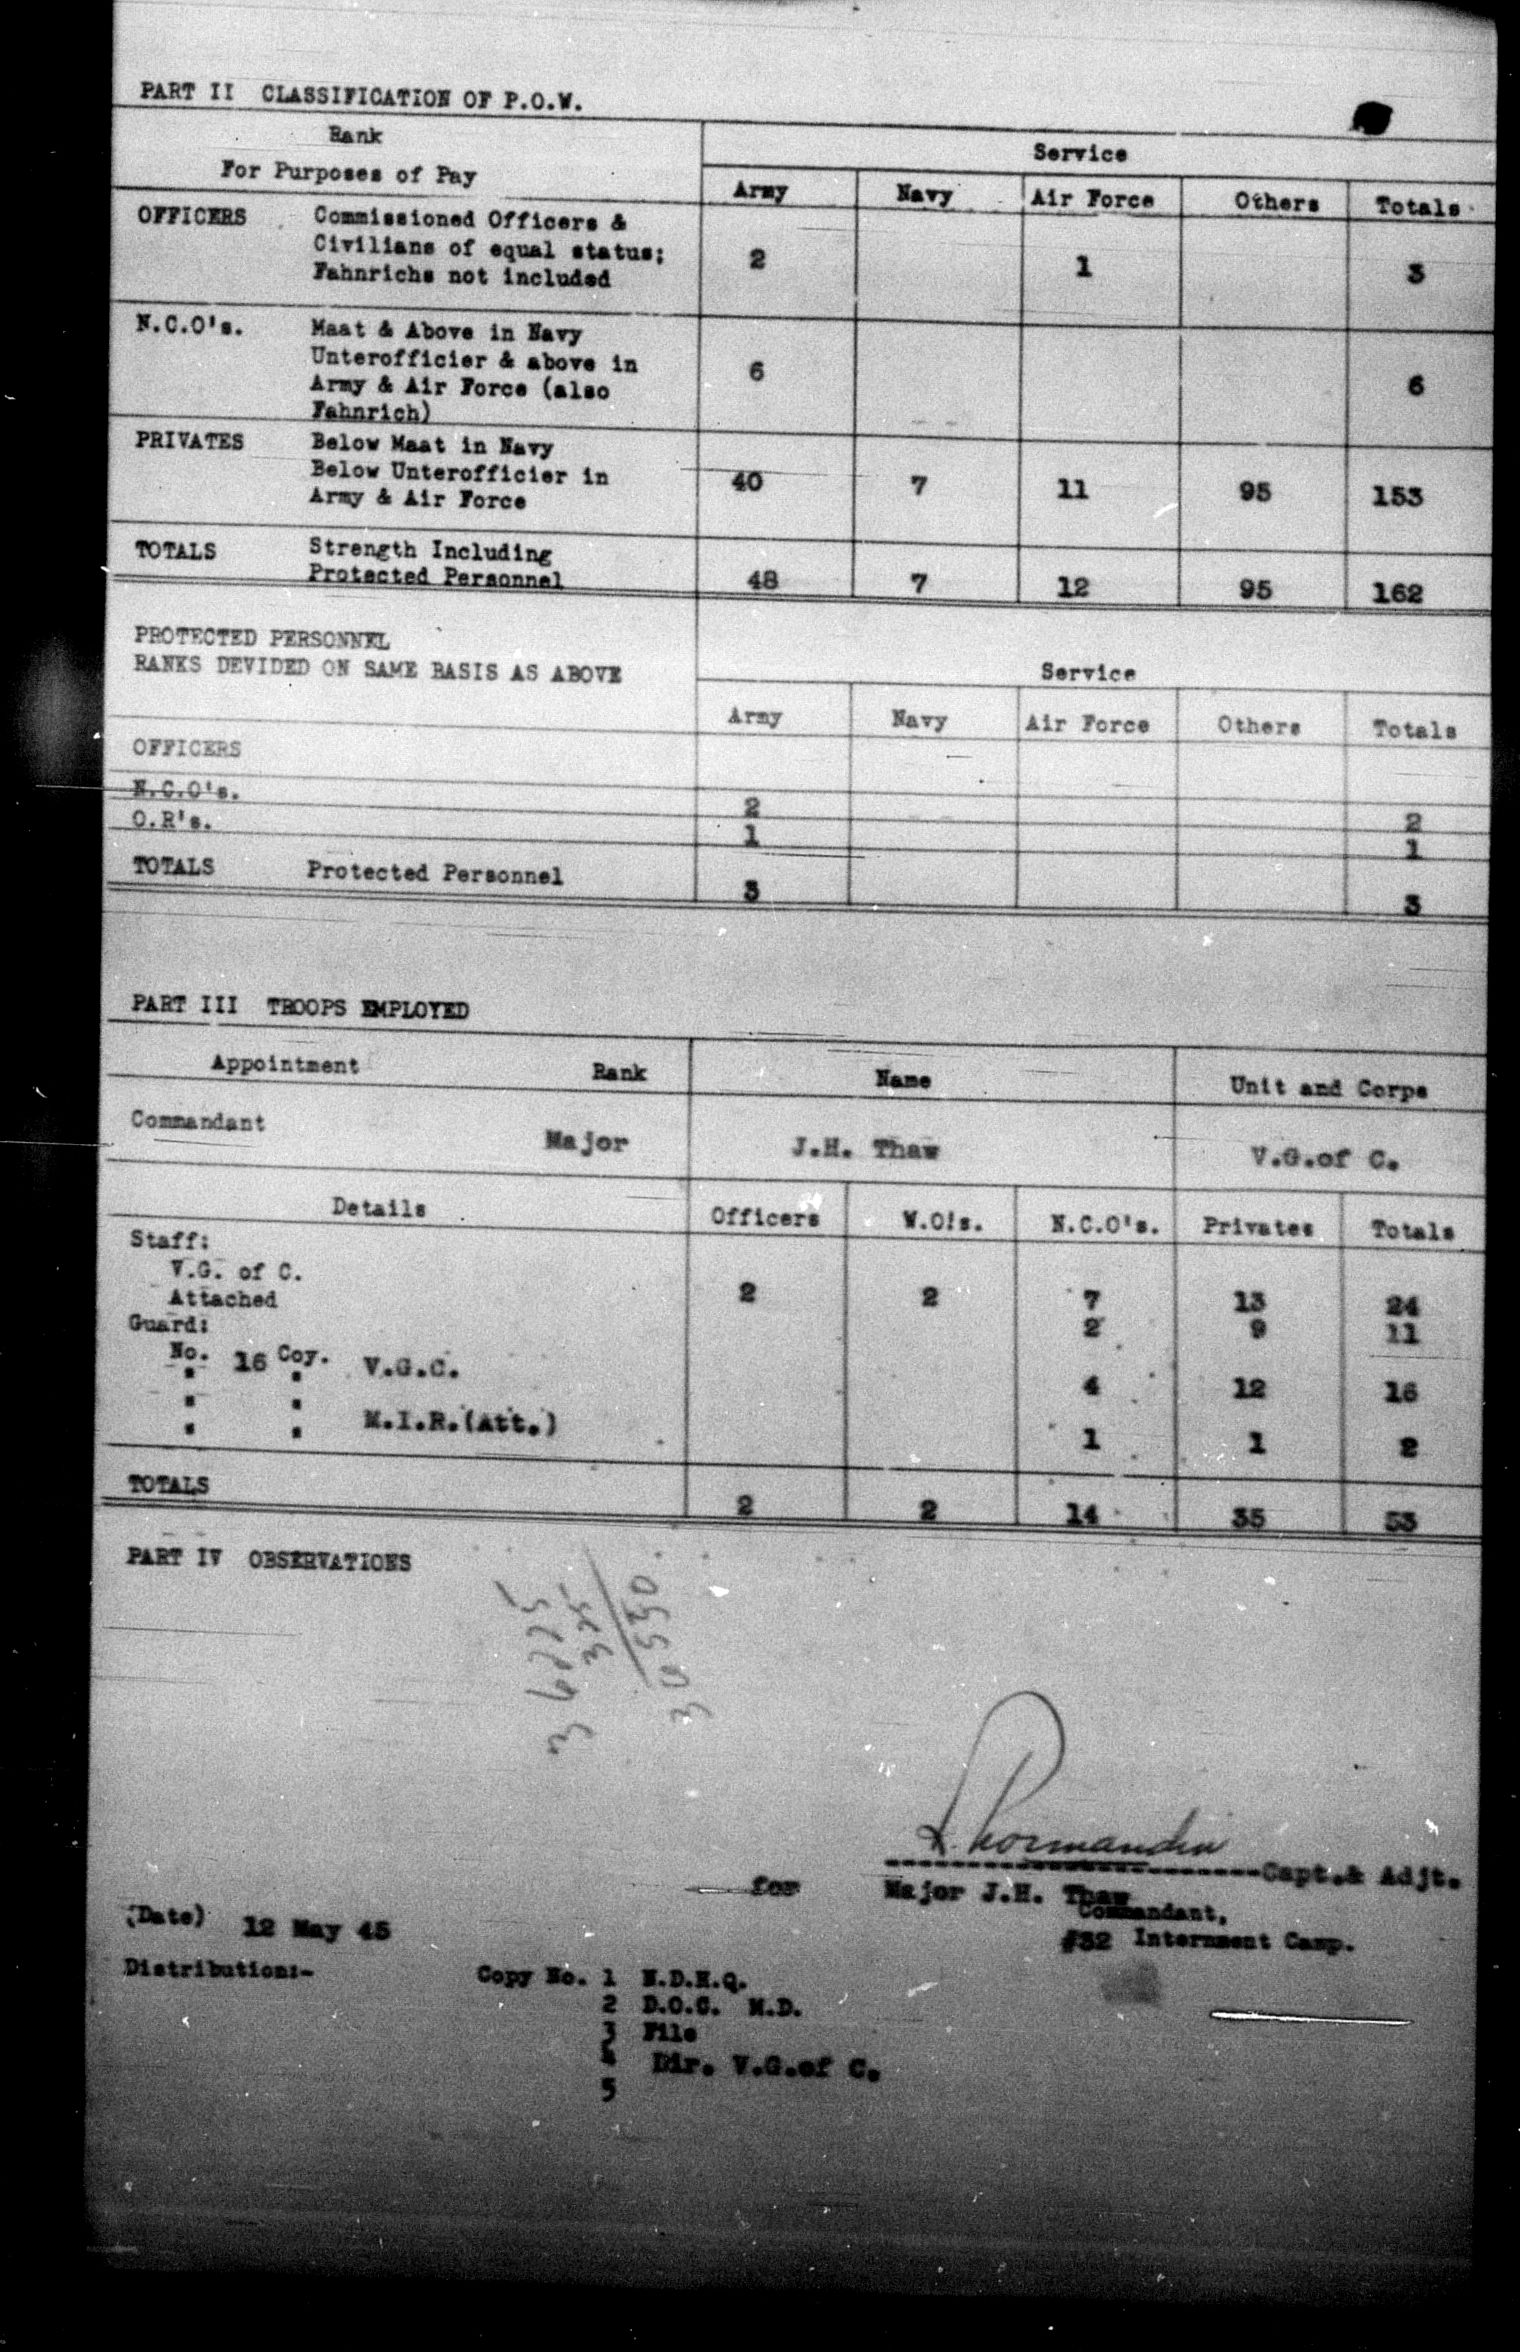 PART II CLASSIFICATION OF P.O.W.
Rank
For Purposes of Pay
Service
Army Navy Air Force Others Totals
OFFICERS Commissioned Officers &
Civilians of equal status;
Fahnrichs not included
2 1 3
N.C.O's. Maat & Above in Navy
Unterofficier & above in
Army & Air Force (also
Fahnrich)
6 6
PRIVATES Below Maat in Navy
Below Unterofficier in
Army & Air Force
40 7 11 95 153
TOTALS Strength Including
Protected Personnel
48 7 12 95 162
PROTECTED PERSONNEL
RANKS DEVIDED ON SAME BASIS AS ABOVE
Service
Army Navy Air Force Others Totals
OFFICERS
N.C.O's. 2 2
O.R's. 1 1
TOTALS Protected Personnel 3 3
PART III TROOPS EMPLOYED
Appointment Rank Name Unit and Corps
Commandant Major J.H. Thaw V.G.of C.
Details Officers W.O's. N.C.O's. Privates Totals
Staff:
V.G. of C. 2 2 7 13 24
Attached 2 9 11
Guard:
No. 16 Coy. V.G.C. 4 12 16
" "
" "
" " M.I.R.(Att.) 1 1 2
TOTALS 2 2 14 35 53
PART IV OBSERVATIONS
Capt.& Adjt.
for Major J.H. Thaw
Commandant,
#32 Internment Camp.
(Date) 12 May 45
Distribution:- Copy No. 1 N.D.H.Q.
2 D.O.C. M.D.
3 File
4 Dir. V.G.of C.
5